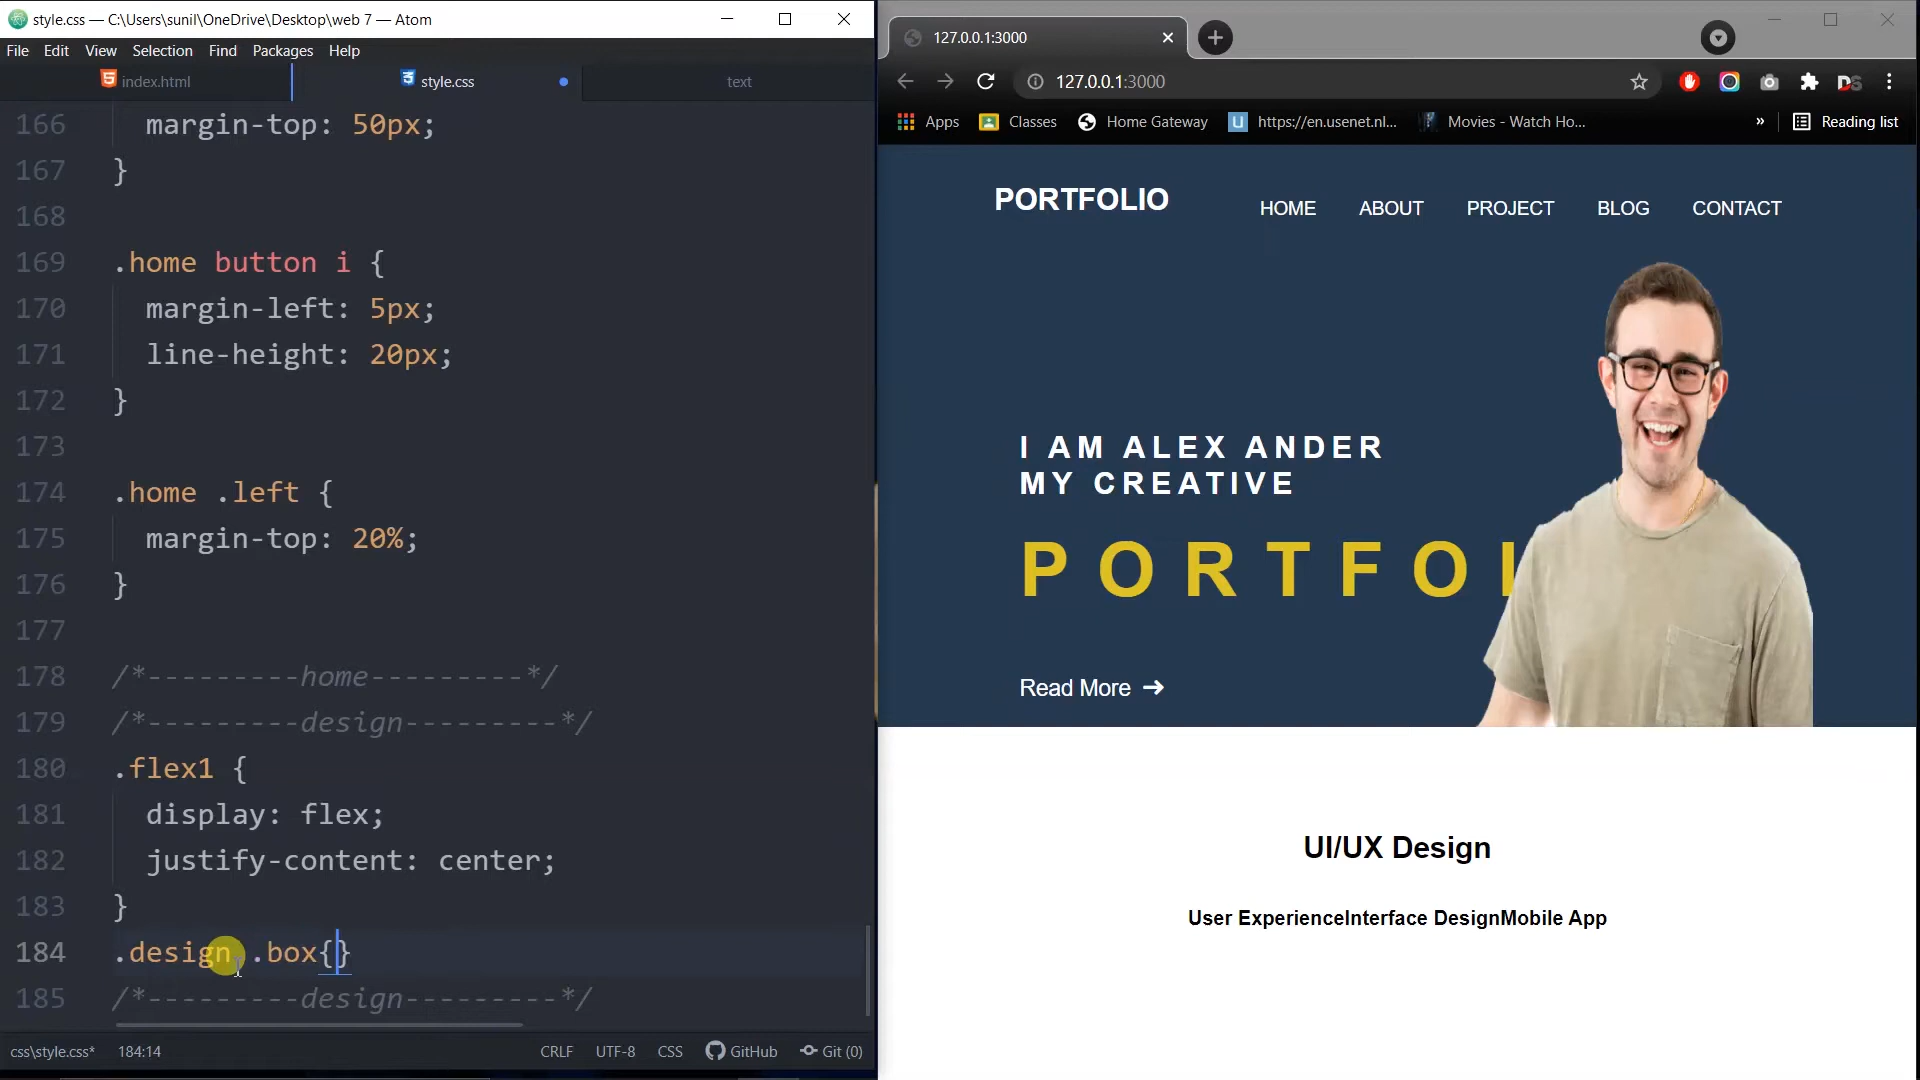 style.css — C:\Users\sunil\OneDrive\Desktop\web 7 — Atom
File Edit View Selection Find Packages Help
index.html style.css text
166 margin-top: 50px;
167 }
168
169 .home button i {
170 margin-left: 5px;
171 line-height: 20px;
172 }
173
174 .home .left {
175 margin-top: 20%;
176 }
177
178 /*---------home---------*/
179 /*---------design---------*/
180 .flex1 {
181 display: flex;
182 justify-content: center;
183 }
184 .design .box{}
185 /*---------design---------*/
css\style.css* 184:14 CRLF UTF-8 CSS GitHub Git (0)
127.0.0.1:3000
127.0.0.1:3000
Apps Classes Home Gateway https://en.usenet.nl... Movies - Watch Ho... » Reading list
PORTFOLIO HOME ABOUT PROJECT BLOG CONTACT
I AM ALEX ANDER
MY CREATIVE
PORTFOI
Read More
UI/UX Design
User ExperienceInterface DesignMobile App